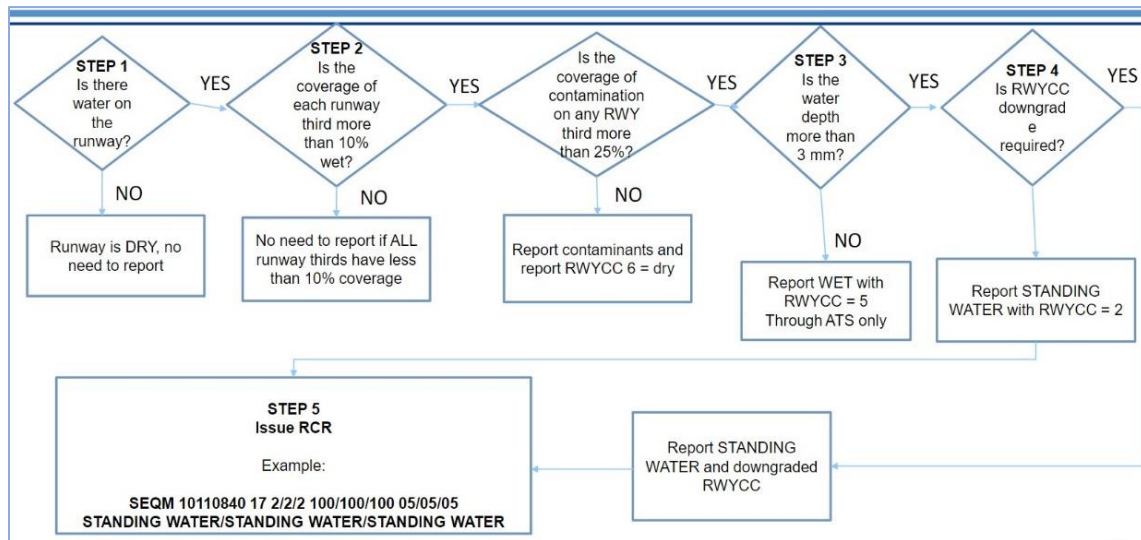 STEP 1
Is there
water on
the
runway?
YES
NO
Runway is DRY, no
need to report
STEP 2
Is the
coverage of
each runway
third more
than 10%
wet?
YES
NO
No need to report if ALL
runway thirds have less
than 10% coverage
Is the
coverage of
contamination
on any RWY
third more
than 25%?
YES
NO
Report contaminants and
report RWYCC 6 = dry
STEP 3
Is the
water
depth
more than
3 mm?
YES
NO
Report WET with
RWYCC = 5
Through ATS only
STEP 4
Is RWYCC
downgrad
e
required?
YES
Report STANDING
WATER with RWYCC = 2
Report STANDING
WATER and downgraded
RWYCC
STEP 5
Issue RCR
Example:
SEQM 10110840 17 2/2/2 100/100/100 05/05/05
STANDING WATER/STANDING WATER/STANDING WATER